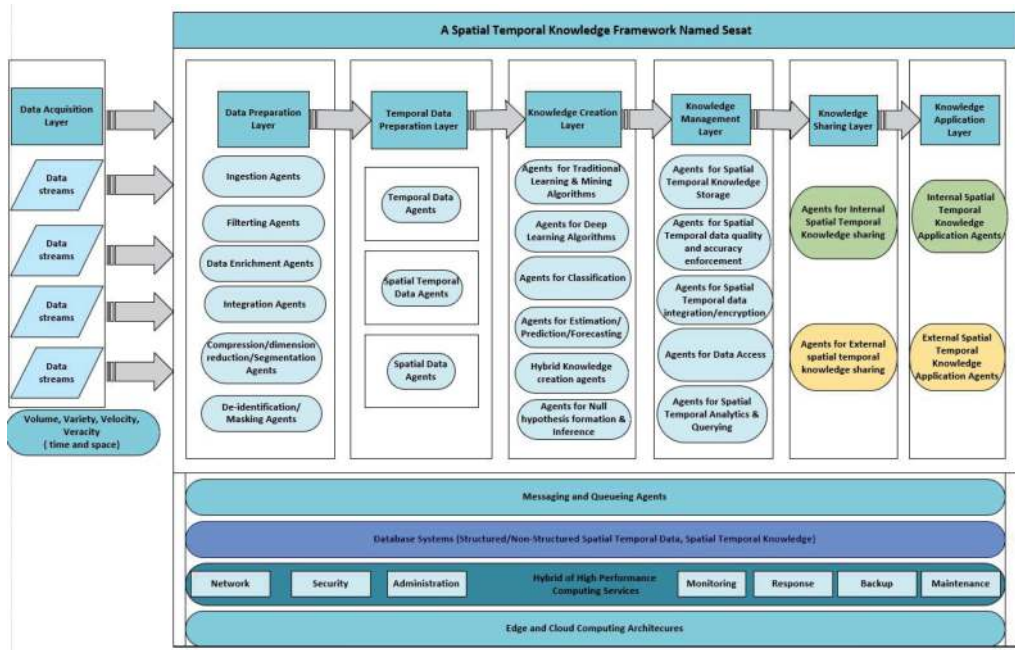 A Spatial Temporal Knowledge Framework Named Sesat
Data Acquisition
Layer
Data
streams
Data
streams
Data
streams
Data
streams
Volume, Variety, Velocity,
Veracity
( time and space)
Data Preparation
Layer
Ingestion Agents
Filterting Agents
Data Enrichment Agents
Integration Agents
Compression/dimension
reduction/Segmentation
Agents
De-identification/
Masking Agents
Temporal Data
Preparation Layer
Temporal Data
Agents
Spatial Temporal
Data Agents
Spatial Data
Agents
Knowledge Creation
Layer
Agents for Traditional
Learning & Mining
Algorithms
Agents for Deep
Learning Algorithms
Agents for Classification
Agents for Estimation/
Prediction/Forecasting
Hybrid Knowledge
creation agents
Agents for Null
hypothesis formation &
Inference
Knowledge
Management
Layer
Agents for Spatial
Temporal Knowledge
Storage
Agents for Spatial
Temporal data quality
and accuracy
enforcement
Agents for Spatial
Temporal data
integration/encryption
Agents for Data Access
Agents for Spatial
Temporal Analytics &
Querying
Knowledge
Sharing Layer
Agents for Internal
Spatial Temporal
Knowledge sharing
Agents for External
spatial temporal
knowledge sharing
Knowledge
Application
Layer
Internal Spatial
Temporal
Knowledge
Application Agents
External Spatial
Temporal
Knowledge
Application Agents
Messaging and Queueing Agents
Database Systems (Structured/Non-Structured Spatial Temporal Data, Spatial Temporal Knowledge)
Network
Security
Administration
Hybrid of High Performance
Computing Services
Monitoring
Response
Backup
Maintenance
Edge and Cloud Computing Architecures